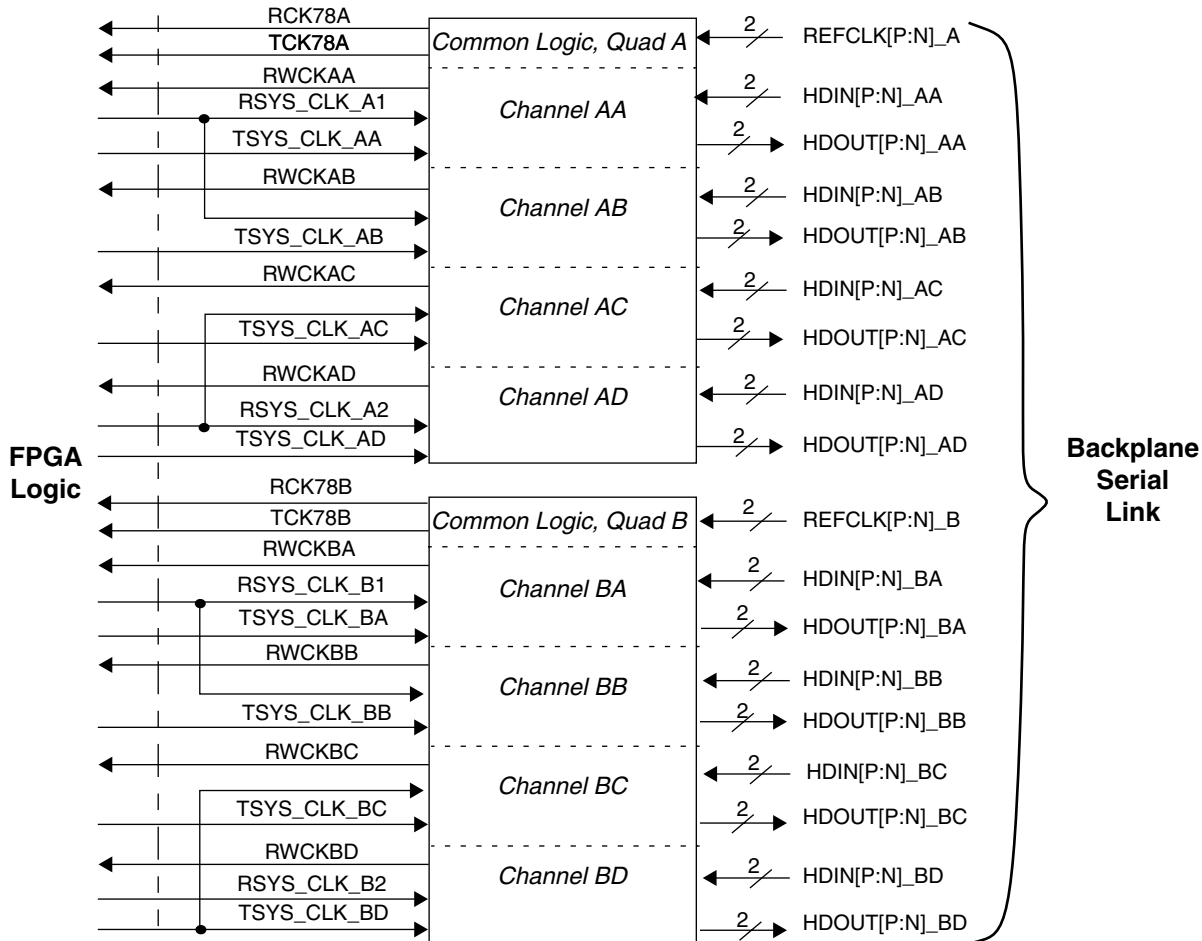 RCK78A
TCK78A
Common Logic, Quad A
2
REFCLK[P:N]_A
RWCKAA
RSYS_CLK_A1
TSYS_CLK_AA
Channel AA
2
HDIN[P:N]_AA
2
HDOUT[P:N]_AA
RWCKAB
TSYS_CLK_AB
Channel AB
2
HDIN[P:N]_AB
2
HDOUT[P:N]_AB
RWCKAC
TSYS_CLK_AC
Channel AC
2
HDIN[P:N]_AC
2
HDOUT[P:N]_AC
RWCKAD
RSYS_CLK_A2
TSYS_CLK_AD
Channel AD
2
HDIN[P:N]_AD
2
HDOUT[P:N]_AD
FPGA
Logic
Backplane
Serial
Link
RCK78B
TCK78B
Common Logic, Quad B
2
REFCLK[P:N]_B
RWCKBA
RSYS_CLK_B1
TSYS_CLK_BA
Channel BA
2
HDIN[P:N]_BA
2
HDOUT[P:N]_BA
RWCKBB
TSYS_CLK_BB
Channel BB
2
HDIN[P:N]_BB
2
HDOUT[P:N]_BB
RWCKBC
TSYS_CLK_BC
Channel BC
2
HDIN[P:N]_BC
2
HDOUT[P:N]_BC
RWCKBD
RSYS_CLK_B2
TSYS_CLK_BD
Channel BD
2
HDIN[P:N]_BD
2
HDOUT[P:N]_BD